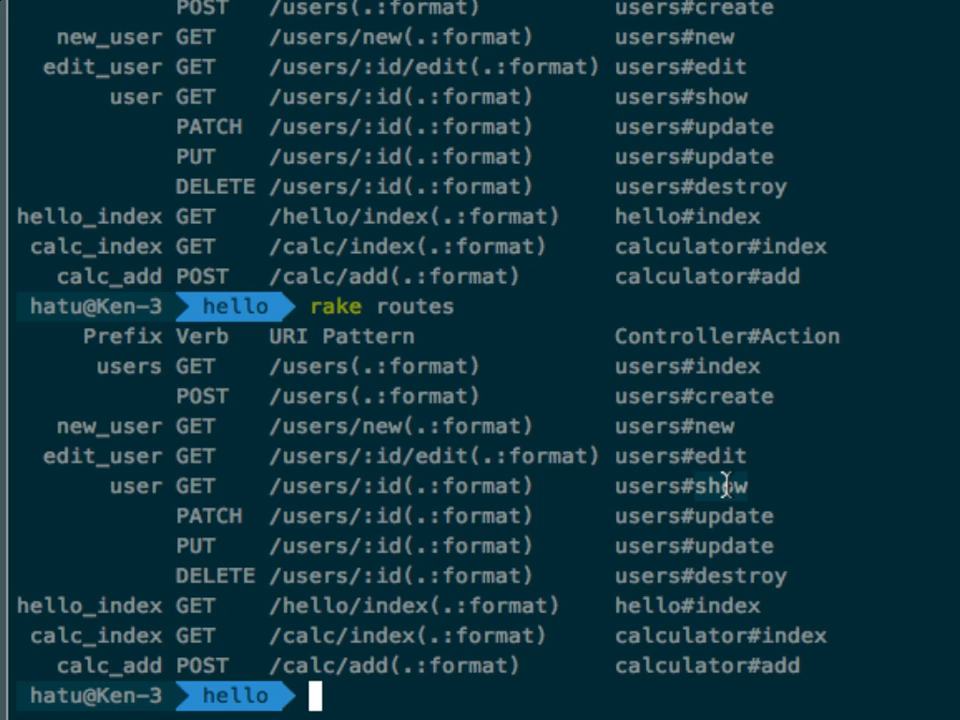 POST /users(.:format) users#create
new_user GET /users/new(.:format) users#new
edit_user GET /users/:id/edit(.:format) users#edit
user GET /users/:id(.:format) users#show
PATCH /users/:id(.:format) users#update
PUT /users/:id(.:format) users#update
DELETE /users/:id(.:format) users#destroy
hello_index GET /hello/index(.:format) hello#index
calc_index GET /calc/index(.:format) calculator#index
calc_add POST /calc/add(.:format) calculator#add
hatu@Ken-3 hello rake routes
Prefix Verb URI Pattern Controller#Action
users GET /users(.:format) users#index
POST /users(.:format) users#create
new_user GET /users/new(.:format) users#new
edit_user GET /users/:id/edit(.:format) users#edit
user GET /users/:id(.:format) users#show
PATCH /users/:id(.:format) users#update
PUT /users/:id(.:format) users#update
DELETE /users/:id(.:format) users#destroy
hello_index GET /hello/index(.:format) hello#index
calc_index GET /calc/index(.:format) calculator#index
calc_add POST /calc/add(.:format) calculator#add
hatu@Ken-3 hello